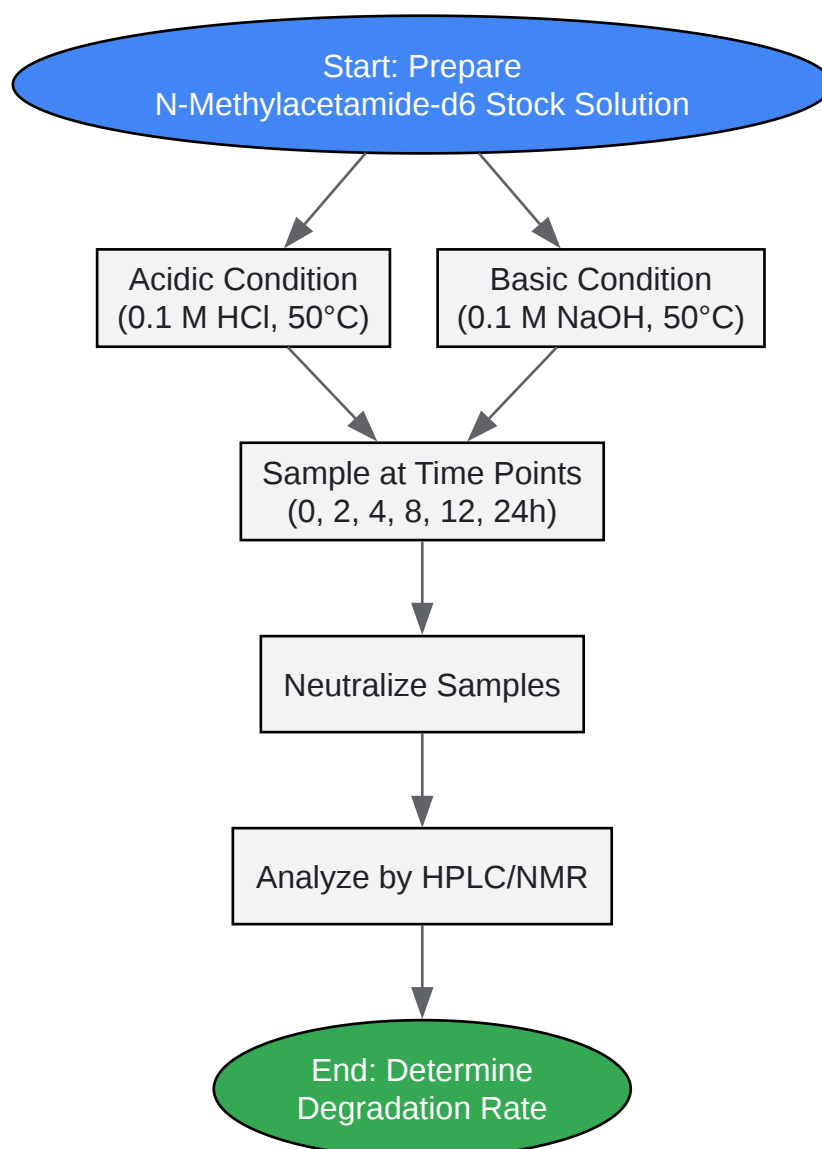 Start: Prepare
N-Methylacetamide-d6 Stock Solution
Acidic Condition
(0.1 M HCl, 50°C)
Basic Condition
(0.1 M NaOH, 50°C)
Sample at Time Points
(0, 2, 4, 8, 12, 24h)
Neutralize Samples
Analyze by HPLC/NMR
End: Determine
Degradation Rate